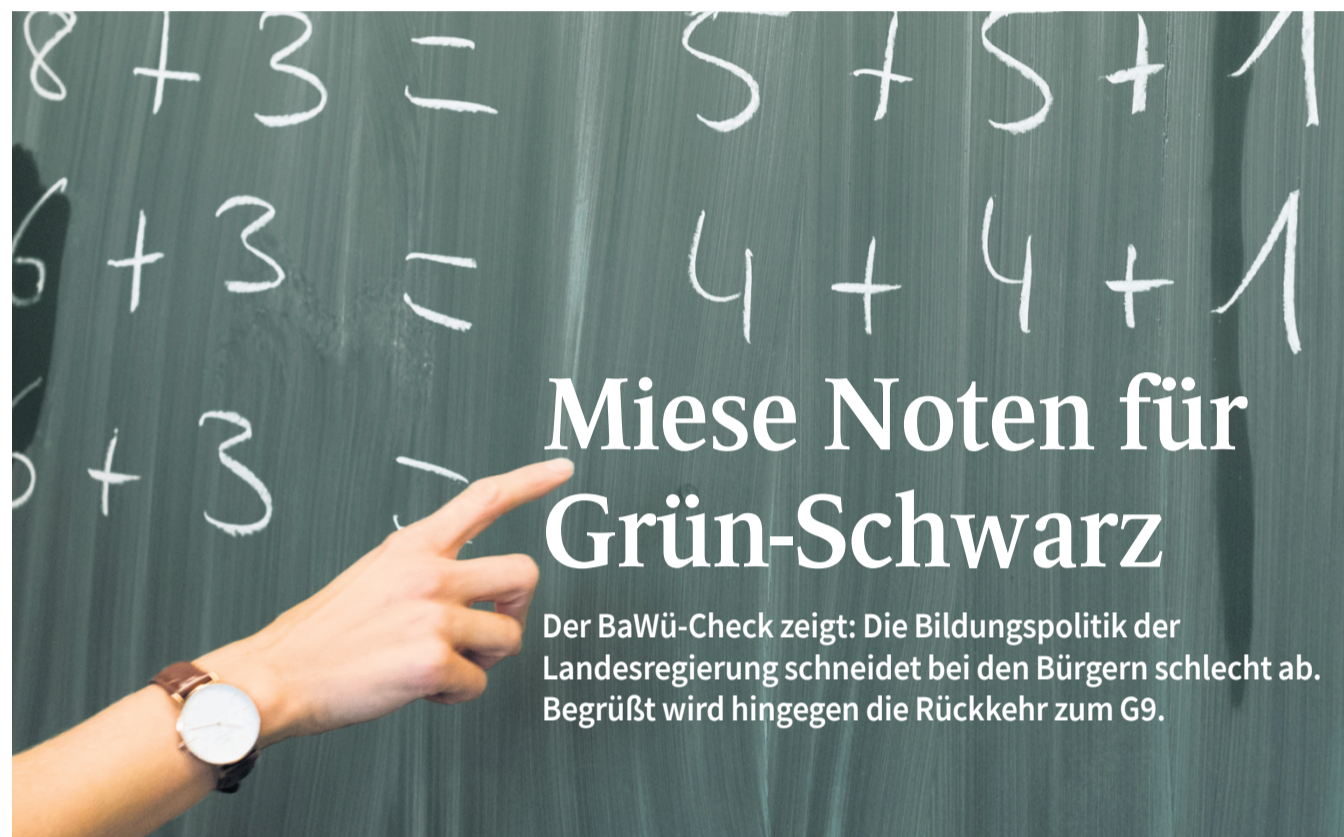 8 + 3 = 5 + 5 + 1
6 + 3 = 4 + 4 + 1
+ 3 =
Miese Noten für
Grün-Schwarz
Der BaWü-Check zeigt: Die Bildungspolitik der
Landesregierung schneidet bei den Bürgern schlecht ab.
Begrüßt wird hingegen die Rückkehr zum G9.